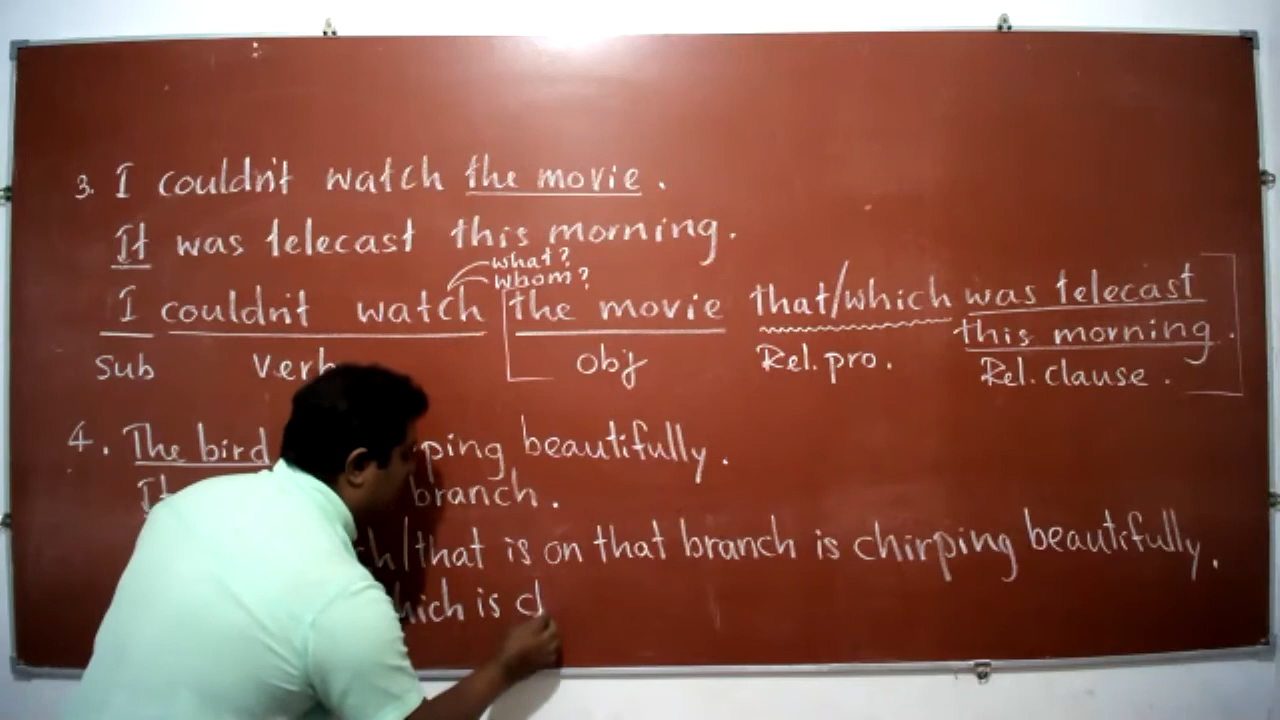 3. I couldn't watch the movie.
It was telecast this morning.
what?
whom?
I couldn't watch the movie that/which was telecast
this morning.
Sub Verb Obj Rel. pro. Rel. clause.
4. The bird ping beautifully.
It branch.
h/that is on that branch is chirping beautifully.
hich is c